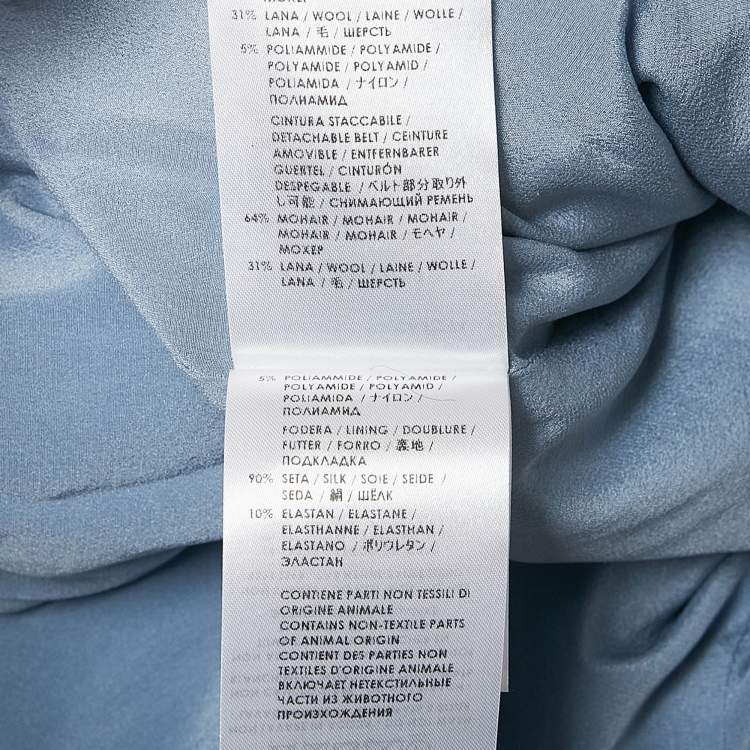 МОХЕР
31% LANA / WOOL / LAINE / WOLLE /
LANA / 毛 / ШЕРСТЬ
5% POLIAMMIDE / POLYAMIDE /
POLYAMIDE / POLYAMID /
POLIAMIDA / ナイロン /
ПОЛИАМИД
CINTURA STACCABILE /
DETACHABLE BELT / CEINTURE
AMOVIBLE / ENTFERNBARER
GUERTEL / CINTURÓN
DESPEGABLE / ベルト部分取り外
し可能 / СНИМАЮЩИЙ РЕМЕНЬ
64% MOHAIR / MOHAIR / MOHAIR /
MOHAIR / MOHAIR / モヘヤ /
МОХЕР
31% LANA / WOOL / LAINE / WOLLE /
LANA / 毛 / ШЕРСТЬ
5% POLIAMMIDE / POLYAMIDE /
POLYAMIDE / POLYAMID /
POLIAMIDA / ナイロン /
ПОЛИАМИД
FODERA / LINING / DOUBLURE /
FUTTER / FORRO / 裏地 /
ПОДКЛАДКА
90% SETA / SILK / SOIE / SEIDE /
SEDA / 絹 / ШЁЛК
10% ELASTAN / ELASTANE /
ELASTHANNE / ELASTHAN /
ELASTANO / ポリウレタン /
ЭЛАСТАН
CONTIENE PARTI NON TESSILI DI
ORIGINE ANIMALE
CONTAINS NON-TEXTILE PARTS
OF ANIMAL ORIGIN
CONTIENT DES PARTIES NON
TEXTILES D'ORIGINE ANIMALE
ВКЛЮЧАЕТ НЕТЕКСТИЛЬНЫЕ
ЧАСТИ ИЗ ЖИВОТНОГО
ПРОИСХОЖДЕНИЯ